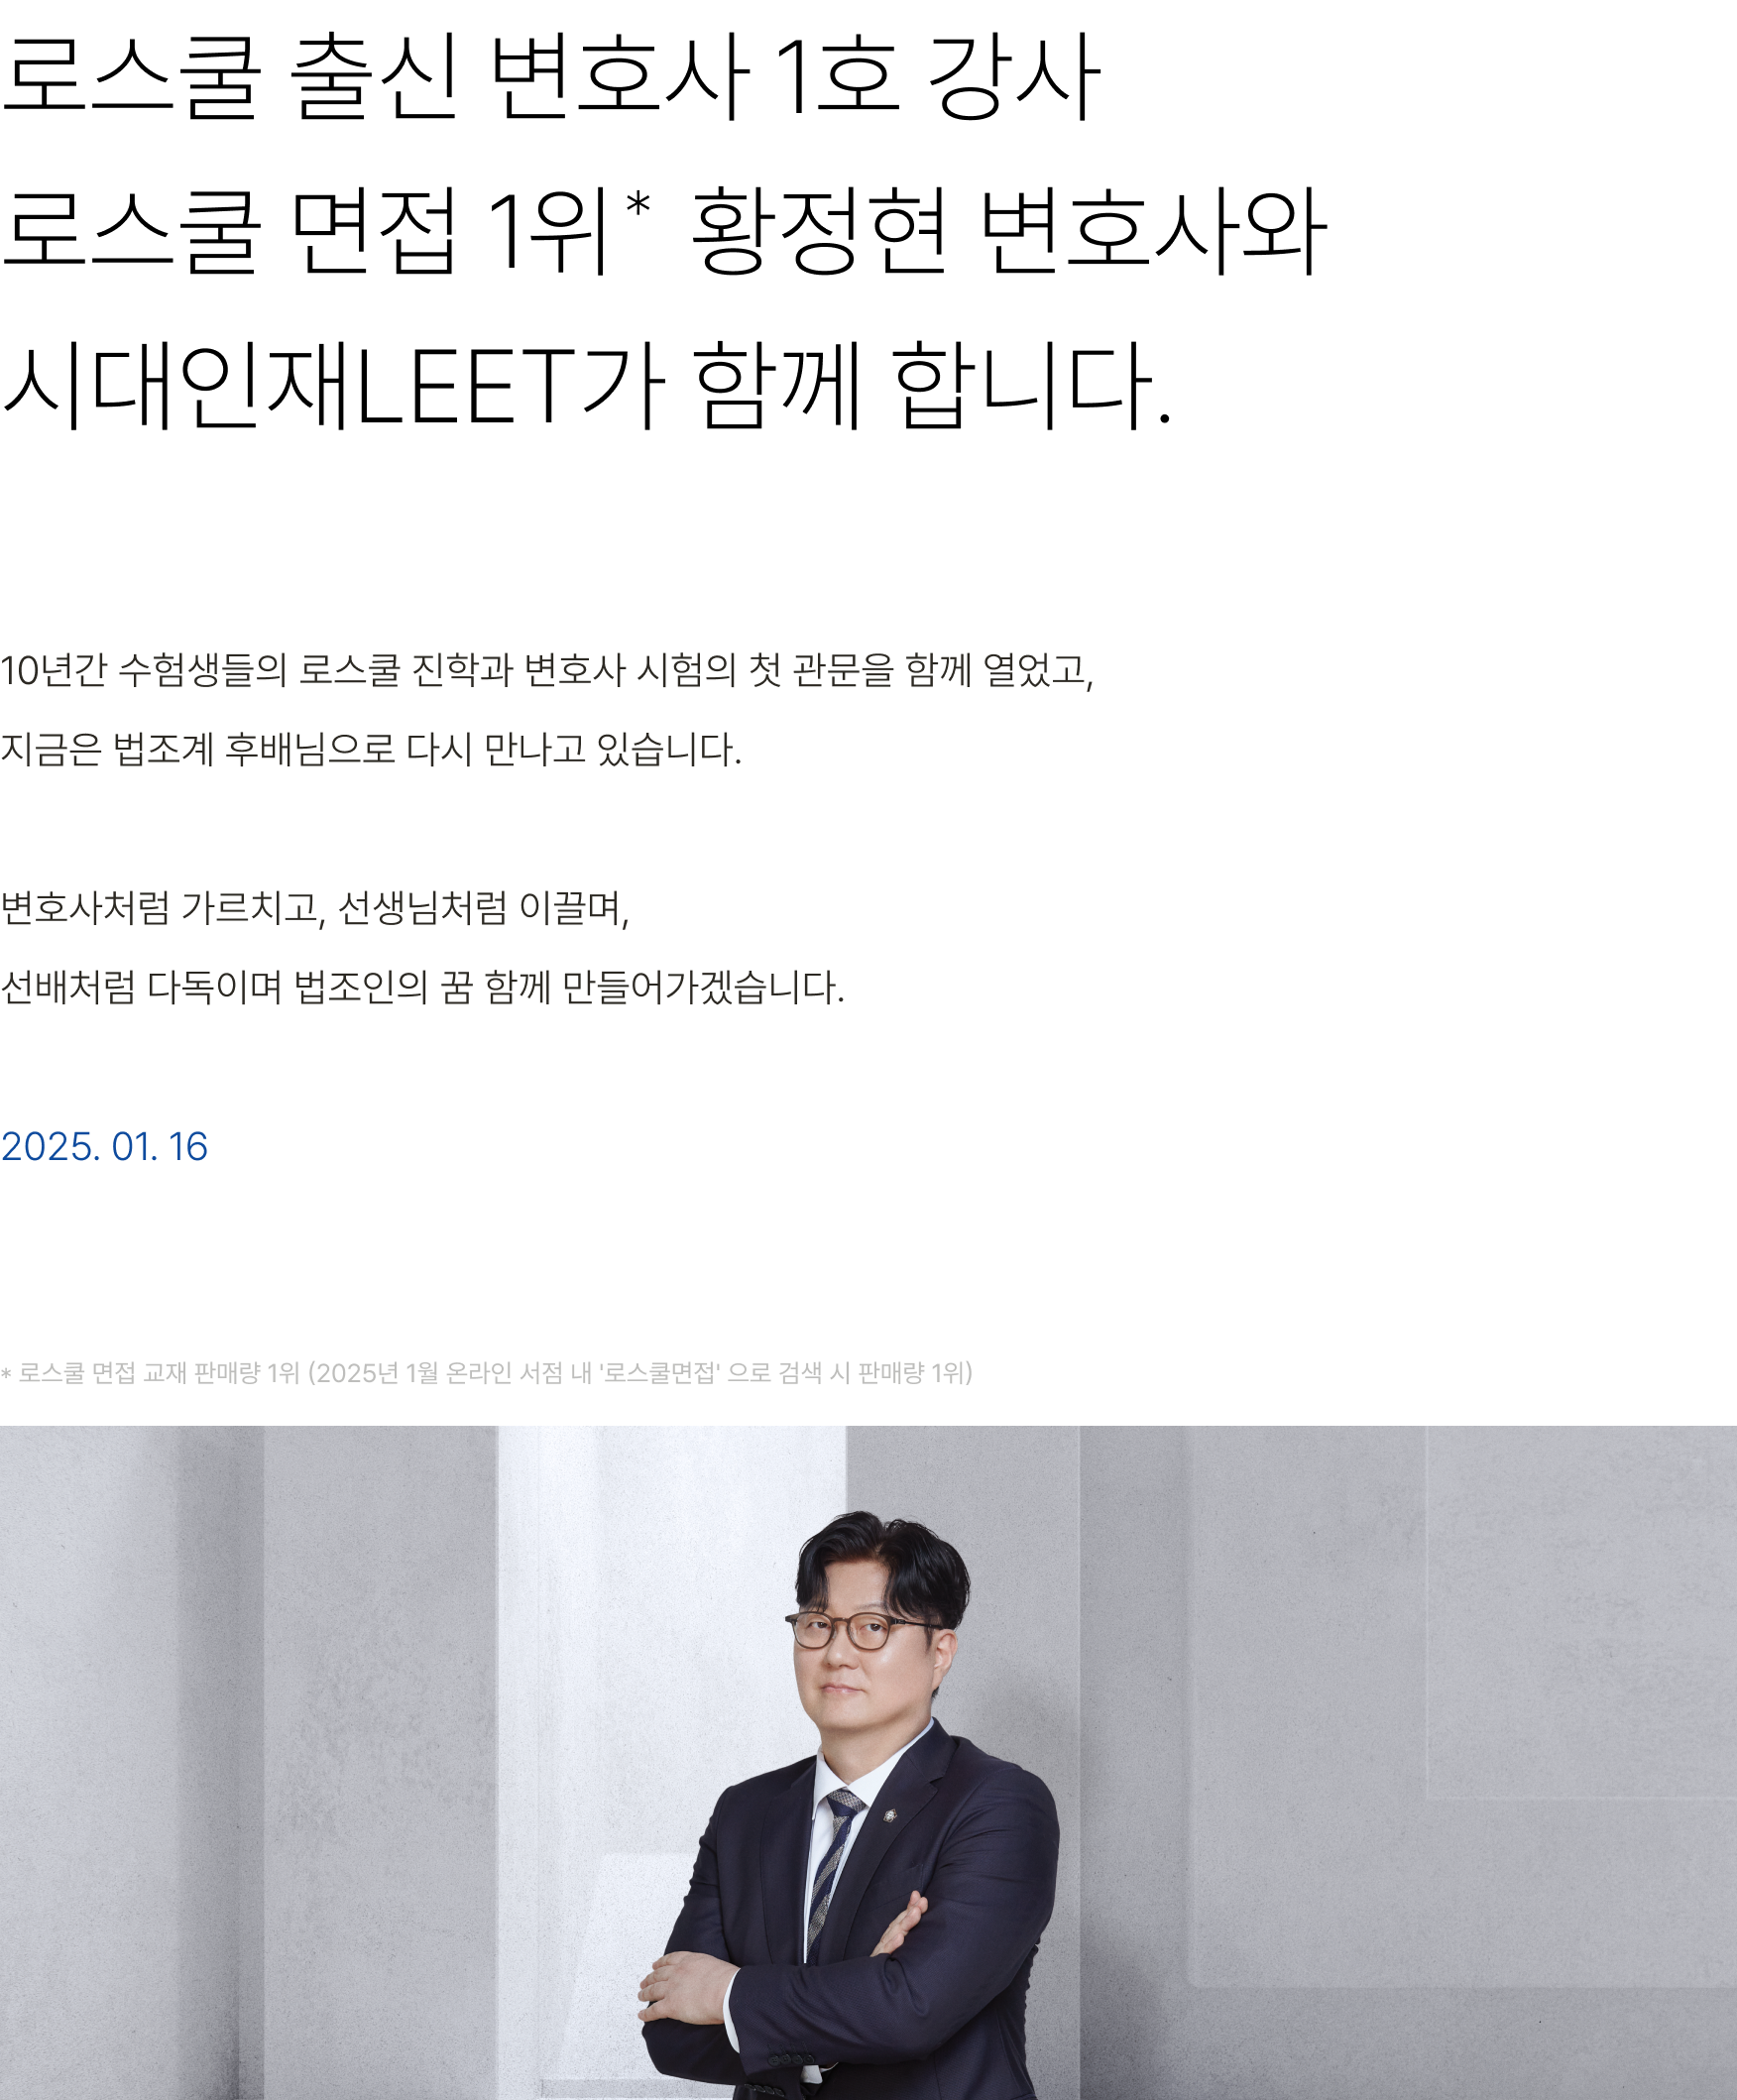 로스쿨 출신 변호사 1호 강사
로스쿨 면접 1위* 황정현 변호사와
시대인재LEET가 함께 합니다.
10년간 수험생들의 로스쿨 진학과 변호사 시험의 첫 관문을 함께 열었고,
지금은 법조계 후배님으로 다시 만나고 있습니다.
변호사처럼 가르치고, 선생님처럼 이끌며,
선배처럼 다독이며 법조인의 꿈 함께 만들어가겠습니다.
2025. 01. 16
* 로스쿨 면접 교재 판매량 1위 (2025년 1월 온라인 서점 내 '로스쿨면접' 으로 검색 시 판매량 1위)